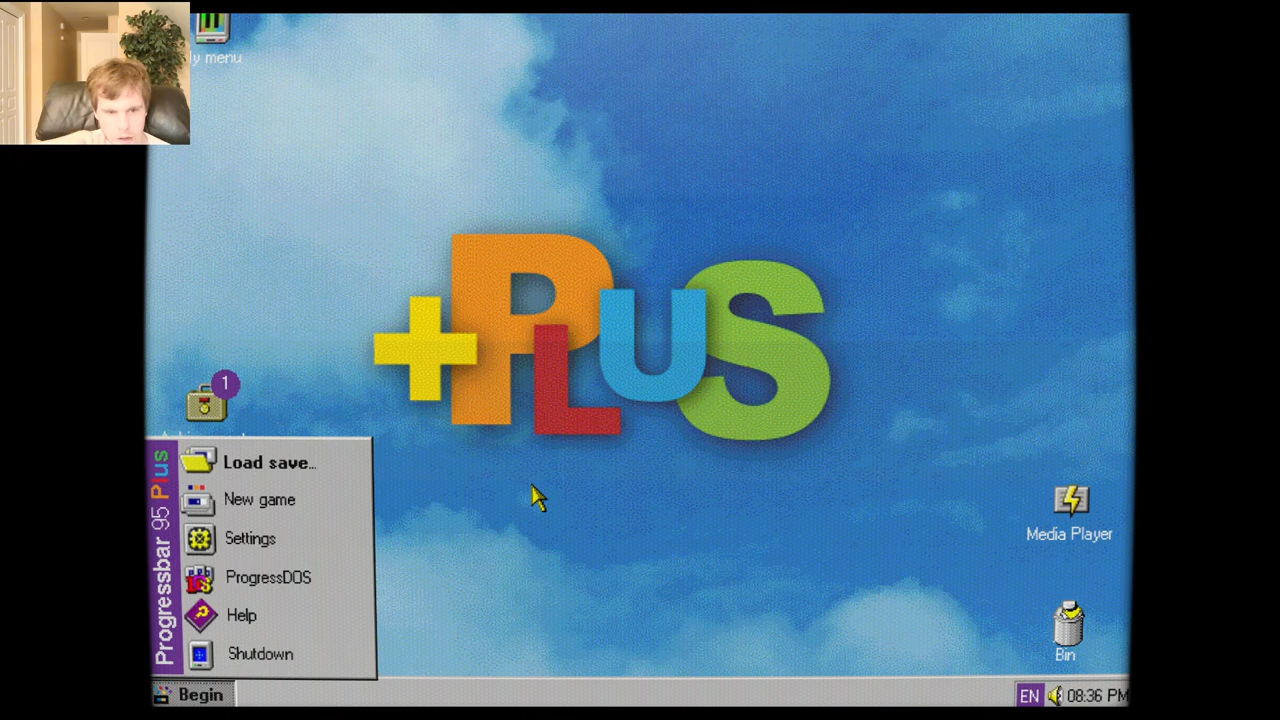 y menu
+PLUS
1
Progressbar 95 Plus
Load save...
New game
Settings
ProgressDOS
Help
Shutdown
Media Player
Bin
Begin
EN
08:36 PM